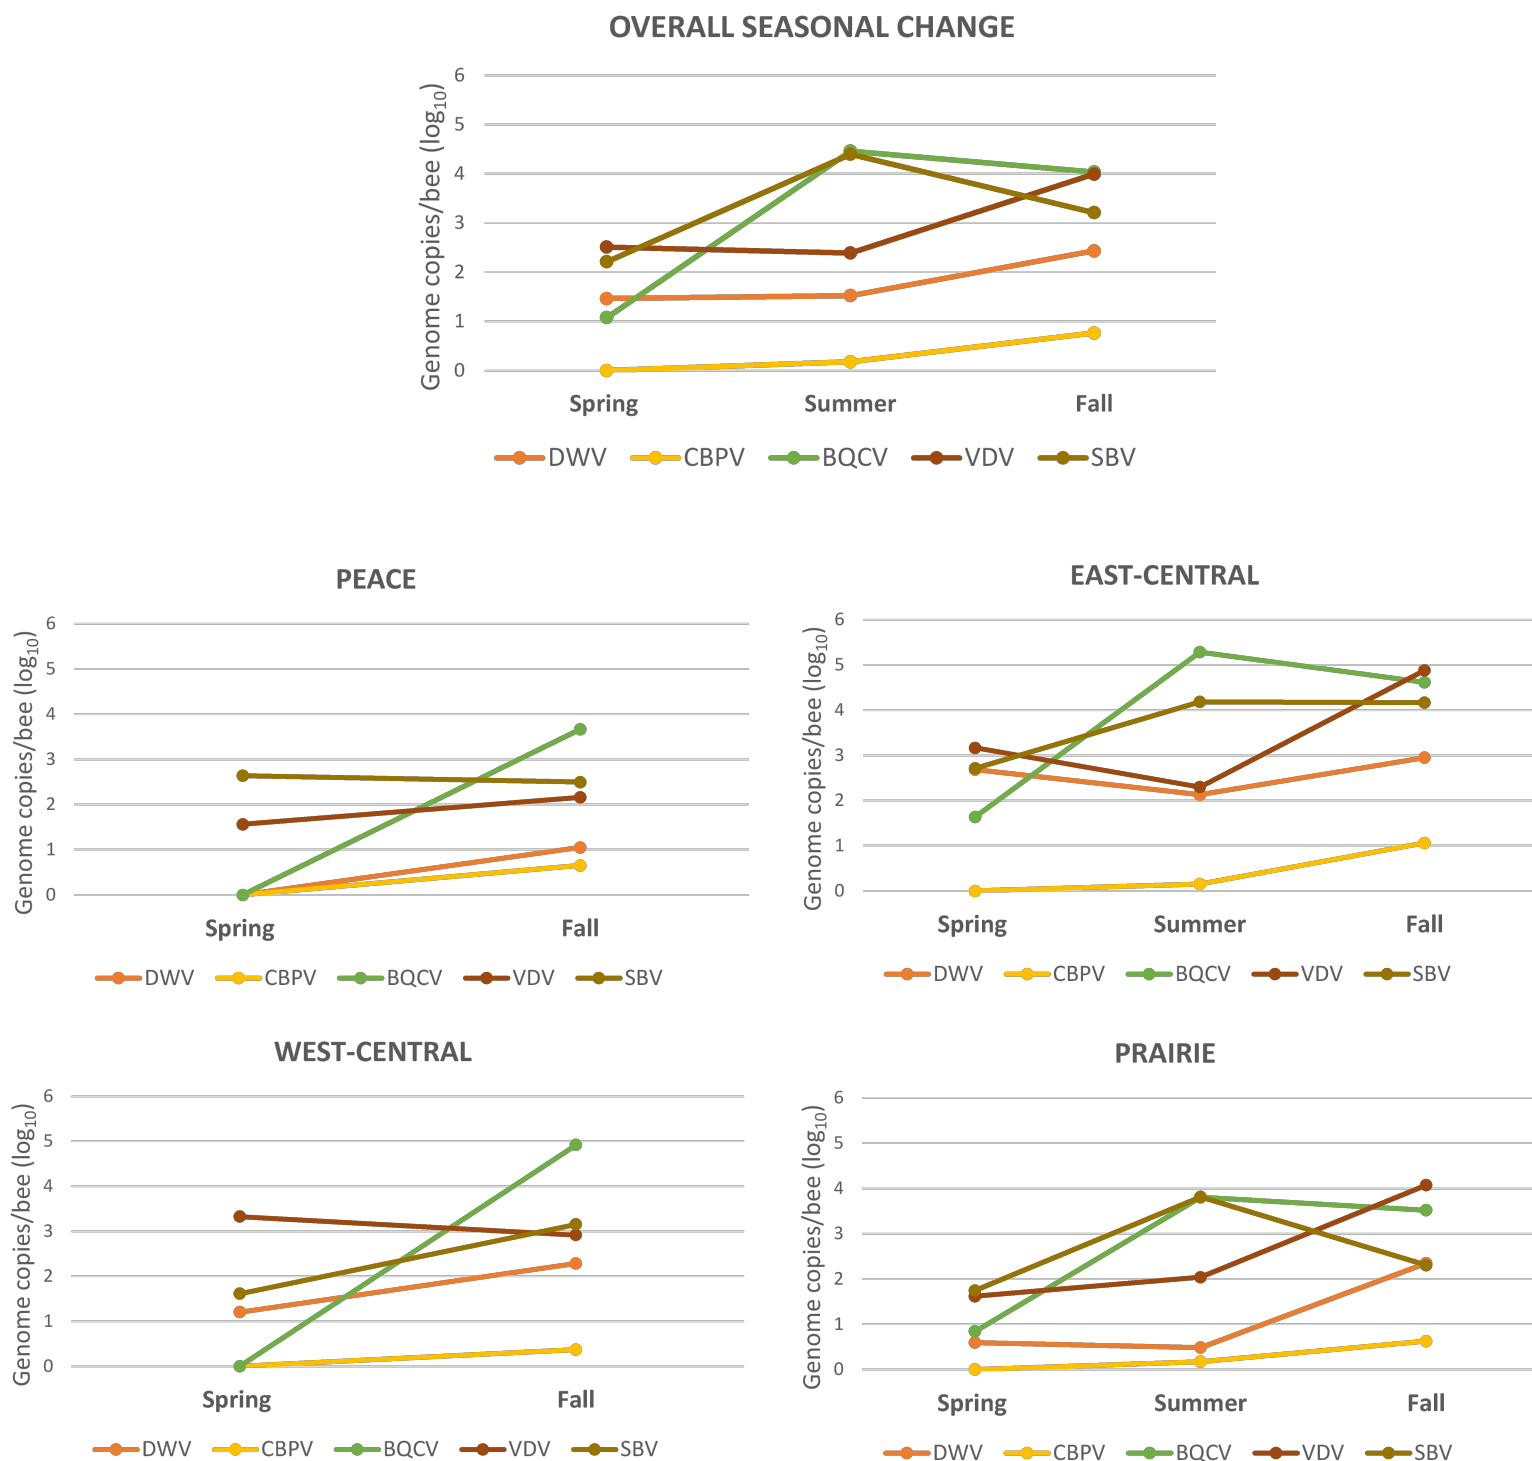 OVERALL SEASONAL CHANGE
Genome copies/bee (log₁₀)
6
5
4
3
2
1
0
Spring Summer Fall
DWV CBPV BQCV VDV SBV
PEACE
Genome copies/bee (log₁₀)
6
5
4
3
2
1
0
Spring Fall
DWV CBPV BQCV VDV SBV
EAST-CENTRAL
Genome copies/bee (log₁₀)
6
5
4
3
2
1
0
Spring Summer Fall
DWV CBPV BQCV VDV SBV
WEST-CENTRAL
Genome copies/bee (log₁₀)
6
5
4
3
2
1
0
Spring Fall
DWV CBPV BQCV VDV SBV
PRAIRIE
Genome copies/bee (log₁₀)
6
5
4
3
2
1
0
Spring Summer Fall
DWV CBPV BQCV VDV SBV